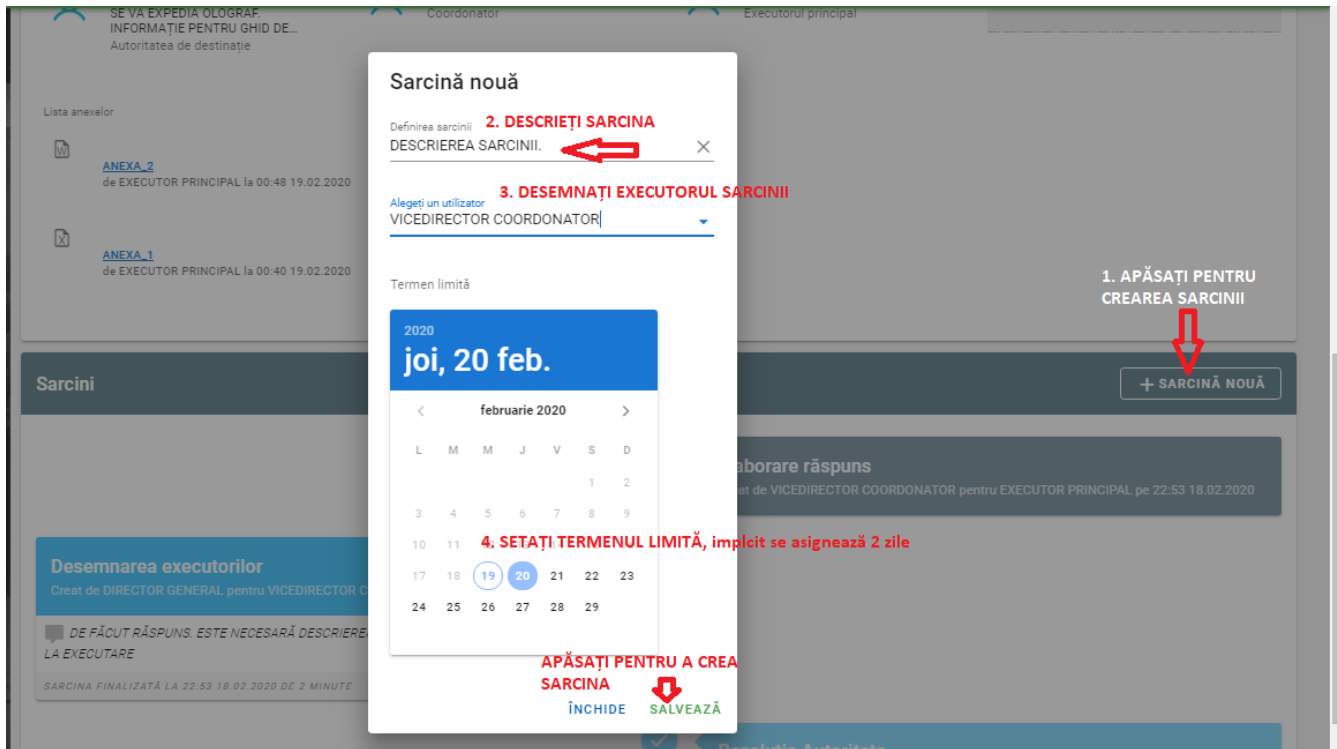 SE VA EXPEDIA OLOGRAF.
INFORMAȚIE PENTRU GHID DE...
Autoritatea de destinație
Coordonator
Executorul principal
Lista anexelor
ANEXA_2
de EXECUTOR PRINCIPAL la 00:48 19.02.2020
ANEXA_1
de EXECUTOR PRINCIPAL la 00:40 19.02.2020
Sarcină nouă
Definirea sarcinii
2. DESCRIEȚI SARCINA
DESCRIEREA SARCINII.
3. DESEMNAȚI EXECUTORUL SARCINII
Alegeți un utilizator
VICEDIRECTOR COORDONATOR
Termen limită
2020
joi, 20 feb.
februarie 2020
L M M J V S D
1 2
3 4 5 6 7 8 9
10 11 12
4. SETAȚI TERMENUL LIMITĂ, implcit se asignează 2 zile
17 18 19 20 21 22 23
24 25 26 27 28 29
APĂSAȚI PENTRU A CREA
SARCINA
ÎNCHIDE SALVEAZĂ
1. APĂSAȚI PENTRU
CREAREA SARCINII
Sarcini
+ SARCINĂ NOUĂ
aborare răspuns
at de VICEDIRECTOR COORDONATOR pentru EXECUTOR PRINCIPAL pe 22:53 18.02.2020
Desemnarea executorilor
Creat de DIRECTOR GENERAL pentru VICEDIRECTOR C
DE FĂCUT RĂSPUNS. ESTE NECESARĂ DESCRIERE
LA EXECUTARE
SARCINA FINALIZATĂ LA 22:53 18.02.2020 DE 2 MINUTE